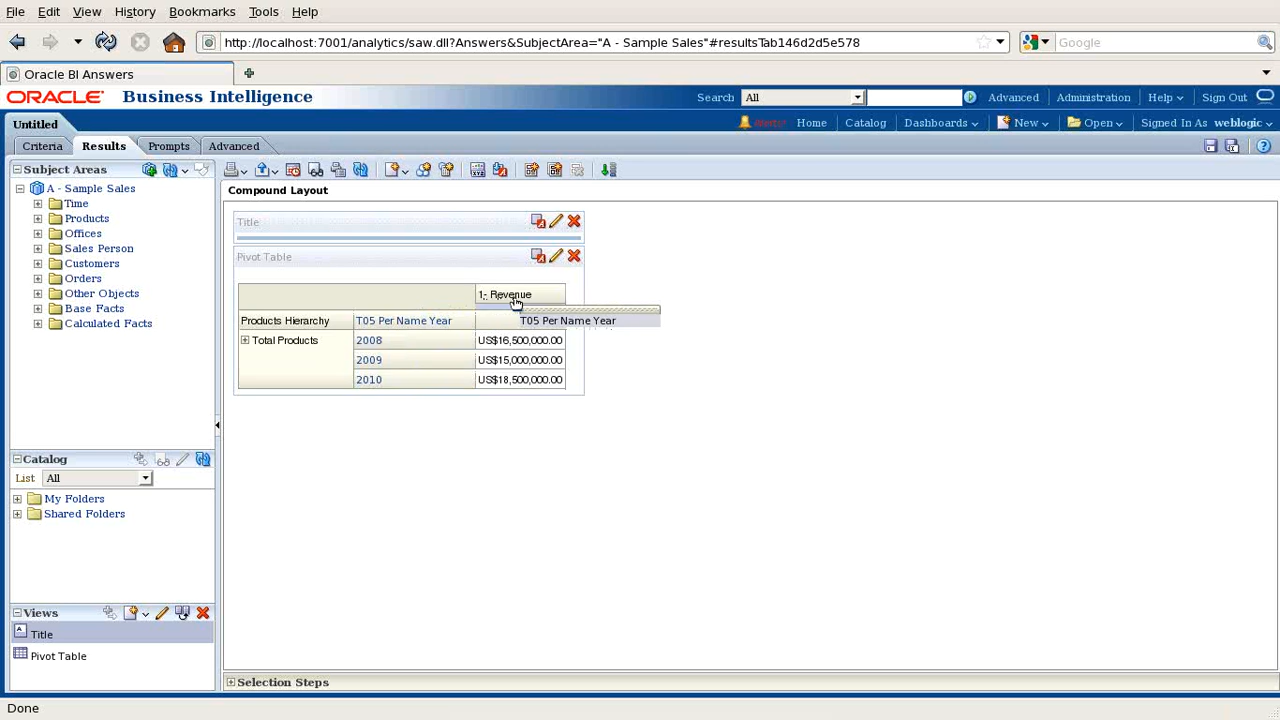 File Edit View History Bookmarks Tools Help
http://localhost:7001/analytics/saw.dll?Answers&SubjectArea="A - Sample Sales"#resultsTab146d2d5e578
Google
Oracle BI Answers
ORACLE Business Intelligence
Search All Advanced Administration Help Sign Out
Untitled
Home Catalog Dashboards New Open Signed In As weblogic
Criteria Results Prompts Advanced
Subject Areas
A - Sample Sales
Time
Products
Offices
Sales Person
Customers
Orders
Other Objects
Base Facts
Calculated Facts
Catalog
List All
My Folders
Shared Folders
Views
Title
Pivot Table
Compound Layout
Title
Pivot Table
1- Revenue
Products Hierarchy T05 Per Name Year T05 Per Name Year
Total Products 2008 US$16,500,000.00
2009 US$15,000,000.00
2010 US$18,500,000.00
Selection Steps
Done